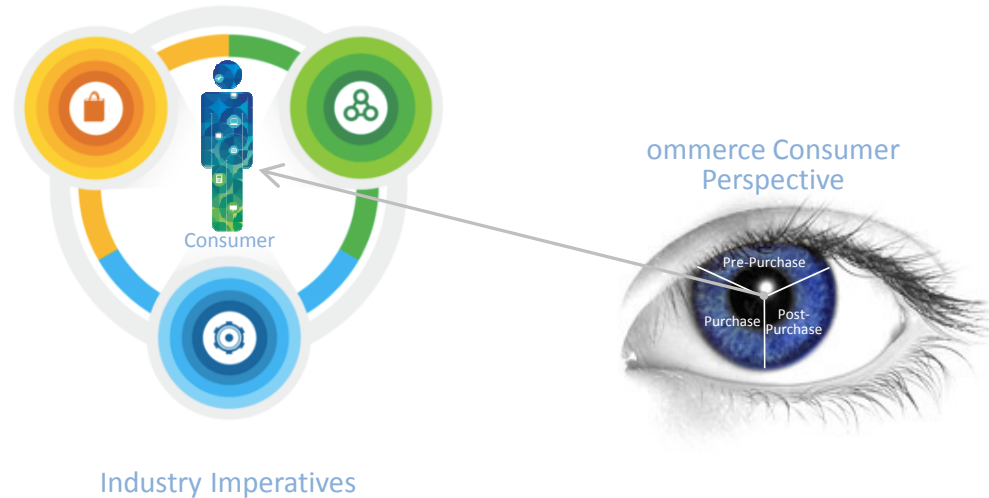 ommerce Consumer
Perspective
Pre-Purchase
Purchase
Post-
Purchase
Consumer
Industry Imperatives